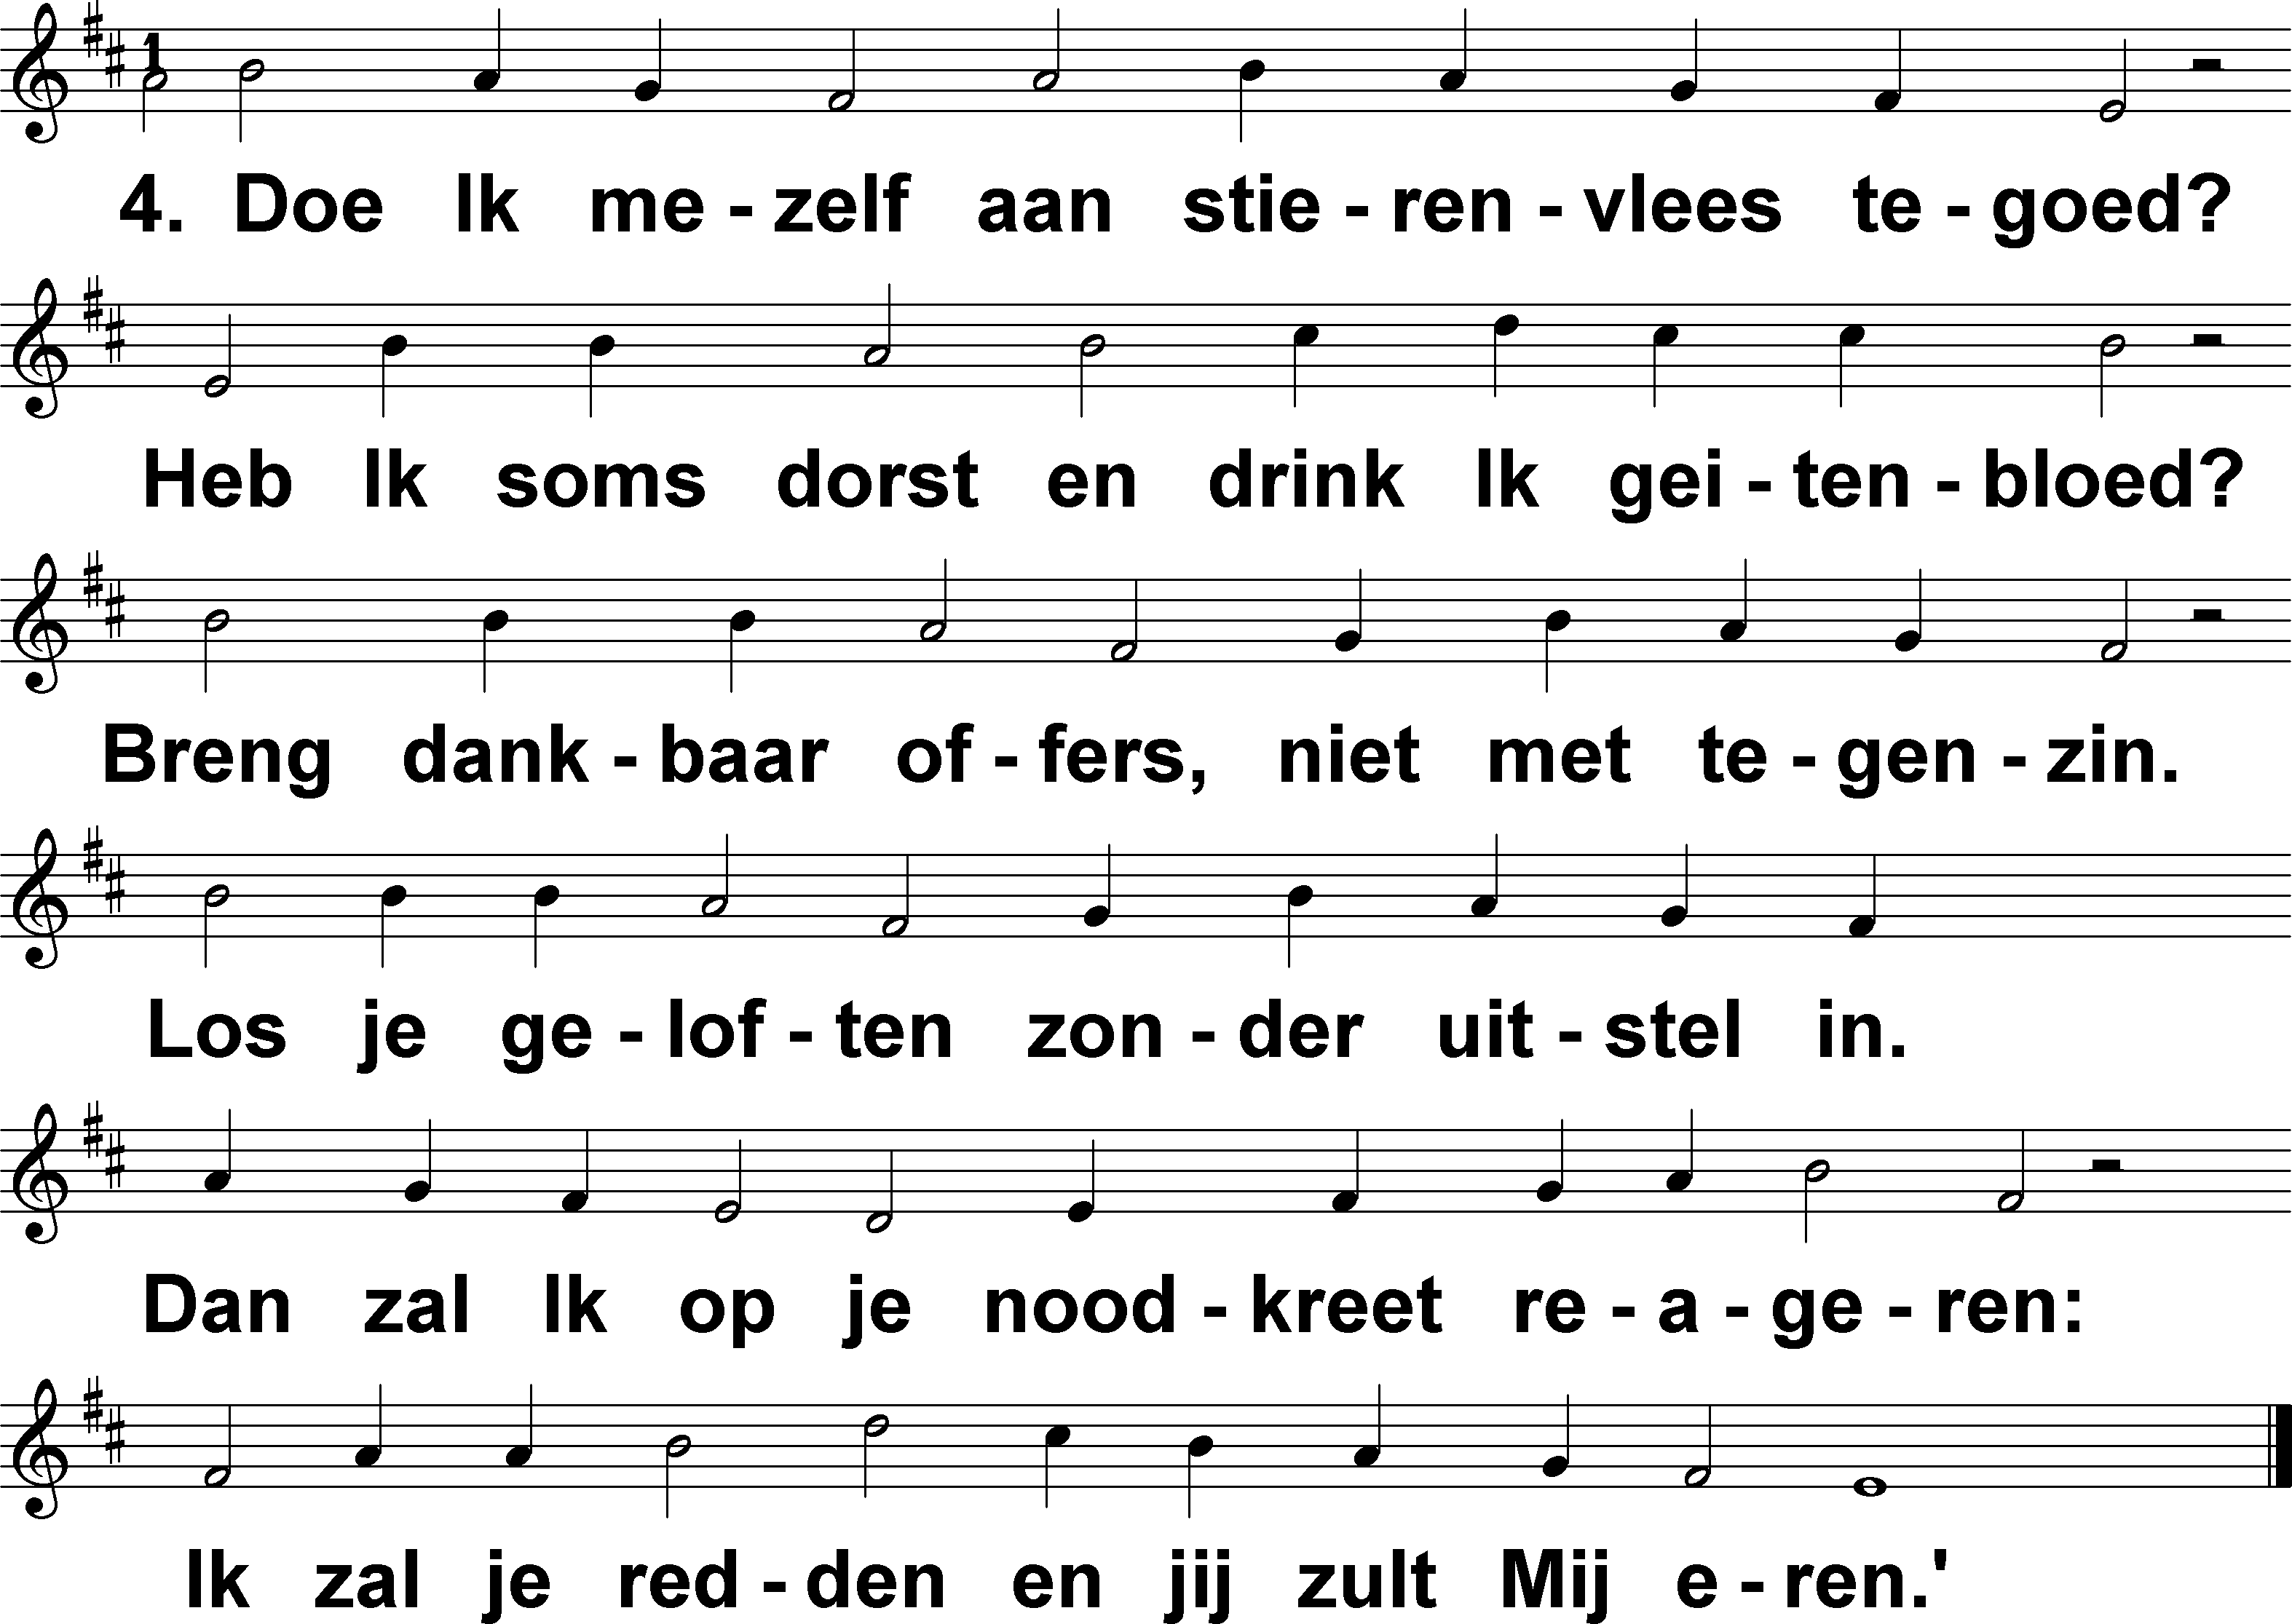 1
4. Doe Ik me - zelf aan stie - ren - vlees te - goed?
Heb Ik soms dorst en drink Ik gei - ten - bloed?
Breng dank - baar of - fers, niet met te - gen - zin.
Los je ge - lof - ten zon - der uit - stel in.
Dan zal Ik op je nood - kreet re - a - ge - ren:
Ik zal je red - den en jij zult Mij e - ren.'